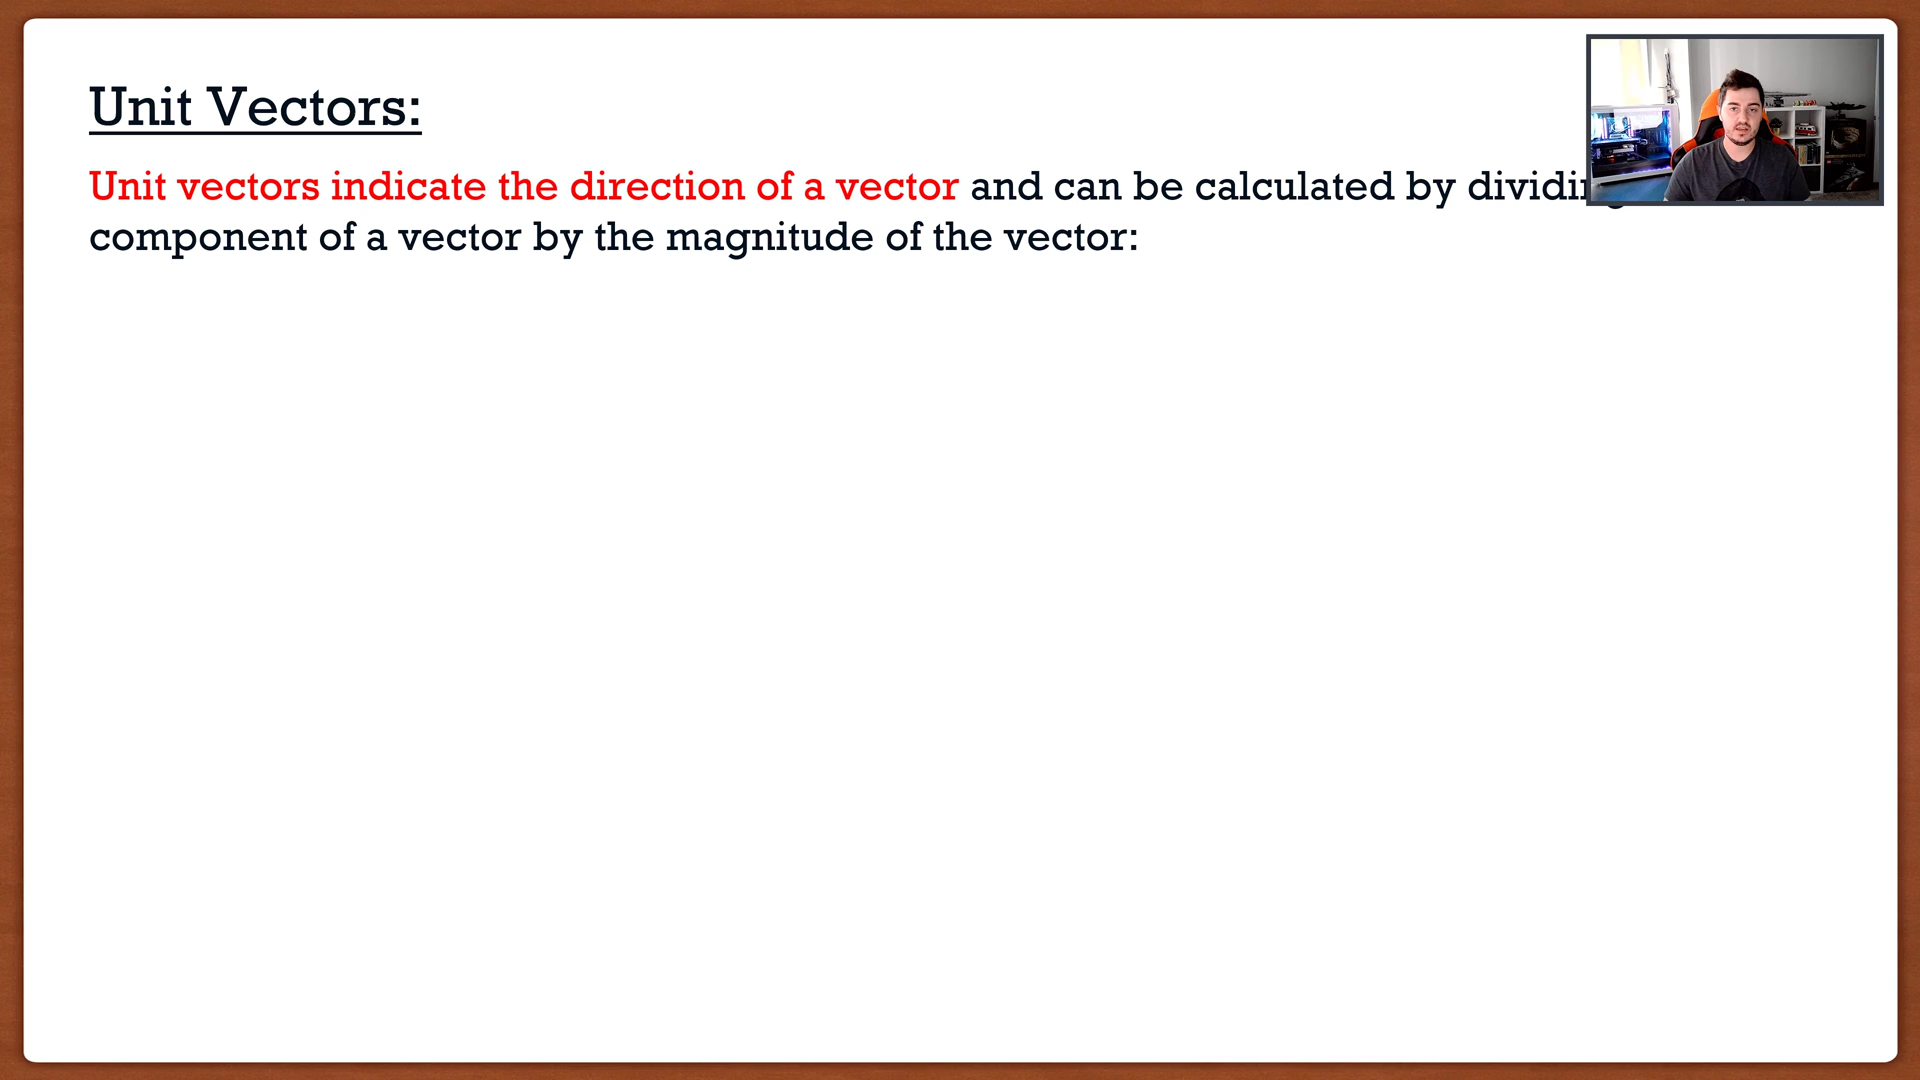 Unit Vectors:
Unit vectors indicate the direction of a vector and can be calculated by dividing
component of a vector by the magnitude of the vector: